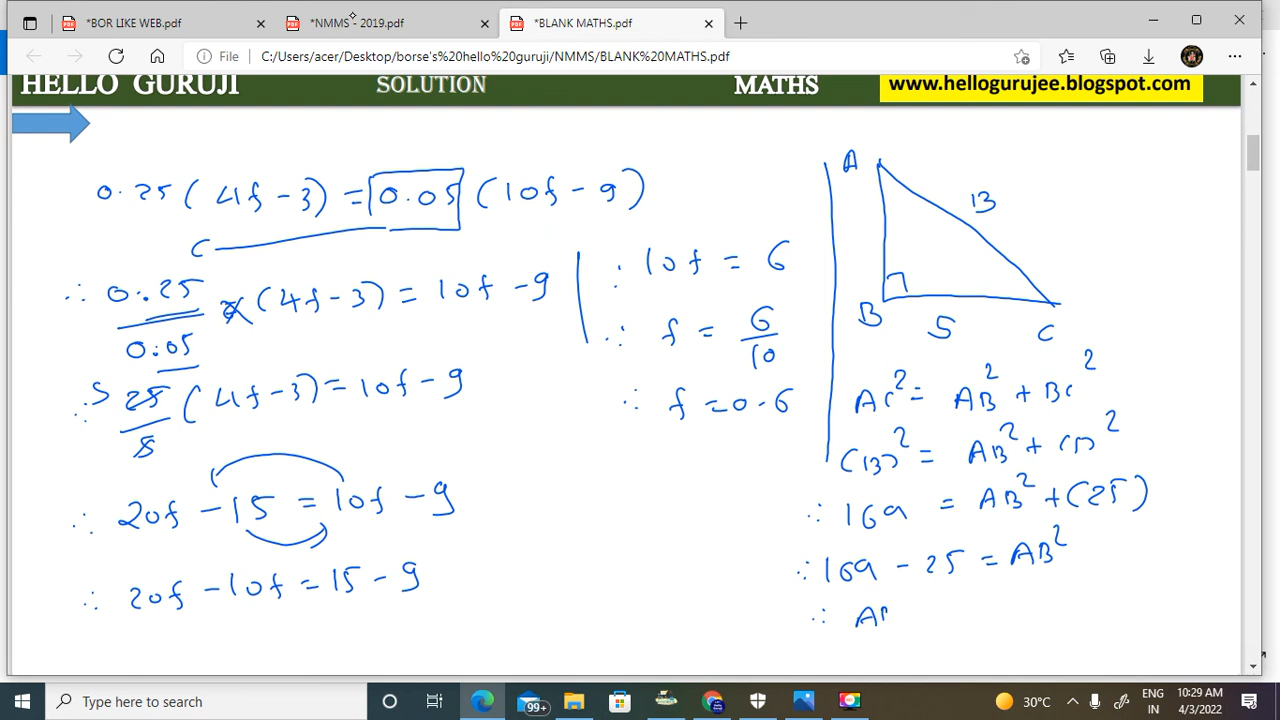 *BOR LIKE WEB.pdf
*NMMS - 2019.pdf
*BLANK MATHS.pdf
File C:/Users/acer/Desktop/borse's%20hello%20guruji/NMMS/BLANK%20MATHS.pdf
HELLO GURUJI SOLUTION MATHS www.hellogurujee.blogspot.com
0.25 (4f - 3) = 0.05 (10f - 9)
∴ 0.25/0.05 × (4f - 3) = 10f - 9
∴ 5 25/5 (4f - 3) = 10f - 9
∴ 20f - 15 = 10f - 9
∴ 20f - 10f = 15 - 9
∴ 10f = 6
∴ f = 6/10
∴ f = 0.6
A
13
B 5 C
AC² = AB² + BC²
(13)² = AB² + (5)²
∴ 169 = AB² + (25)
∴ 169 - 25 = AB²
∴ A
99+
30°C
ENG
IN
10:29 AM
4/3/2022